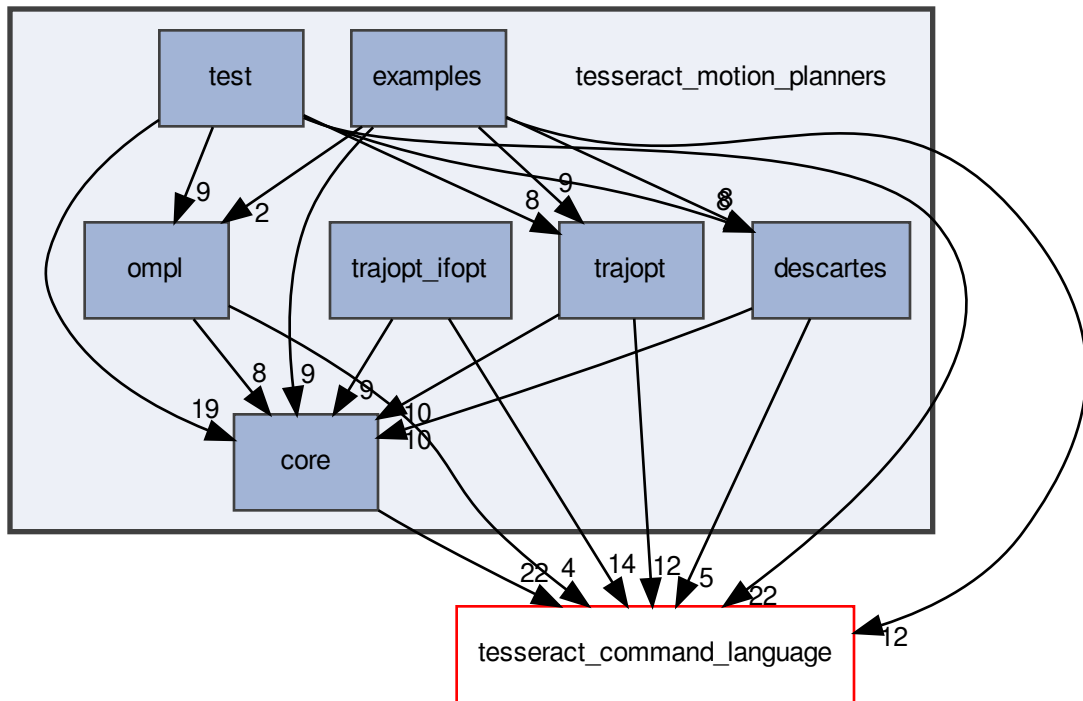 test
examples
tesseract_motion_planners
9
2
8
9
8
8
ompl
trajopt_ifopt
trajopt
descartes
19
8
9
9
10
10
core
22
4
14
12
5
22
12
tesseract_command_language